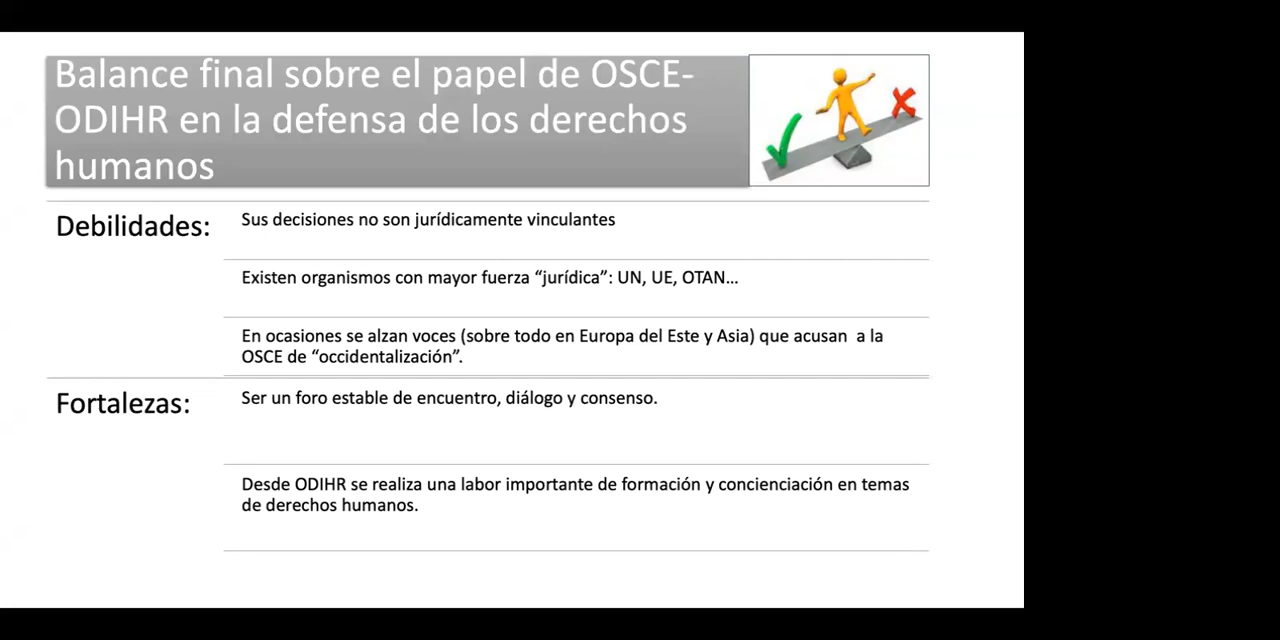 Balance final sobre el papel de OSCE-
ODIHR en la defensa de los derechos
humanos
Debilidades:
Sus decisiones no son jurídicamente vinculantes
Existen organismos con mayor fuerza “jurídica”: UN, UE, OTAN…
En ocasiones se alzan voces (sobre todo en Europa del Este y Asia) que acusan  a la
OSCE de “occidentalización”.
Fortalezas:
Ser un foro estable de encuentro, diálogo y consenso.
Desde ODIHR se realiza una labor importante de formación y concienciación en temas
de derechos humanos.